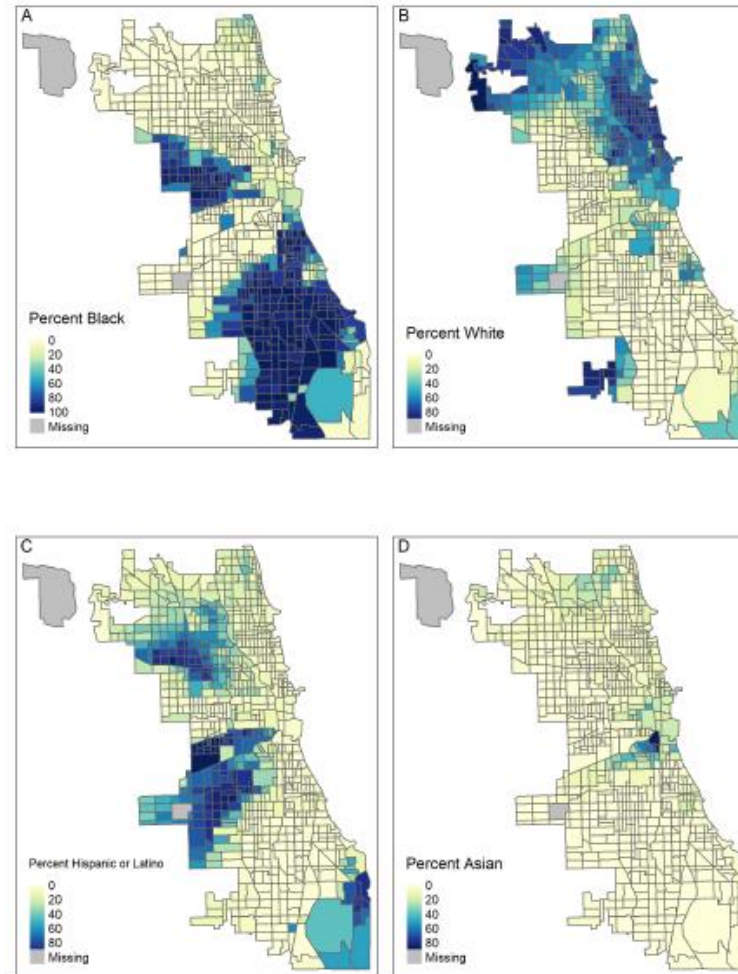 A
Percent Black
0
20
40
60
80
100
Missing
B
Percent White
0
20
40
60
80
Missing
C
Percent Hispanic or Latino
0
20
40
60
80
Missing
D
Percent Asian
0
20
40
60
80
Missing